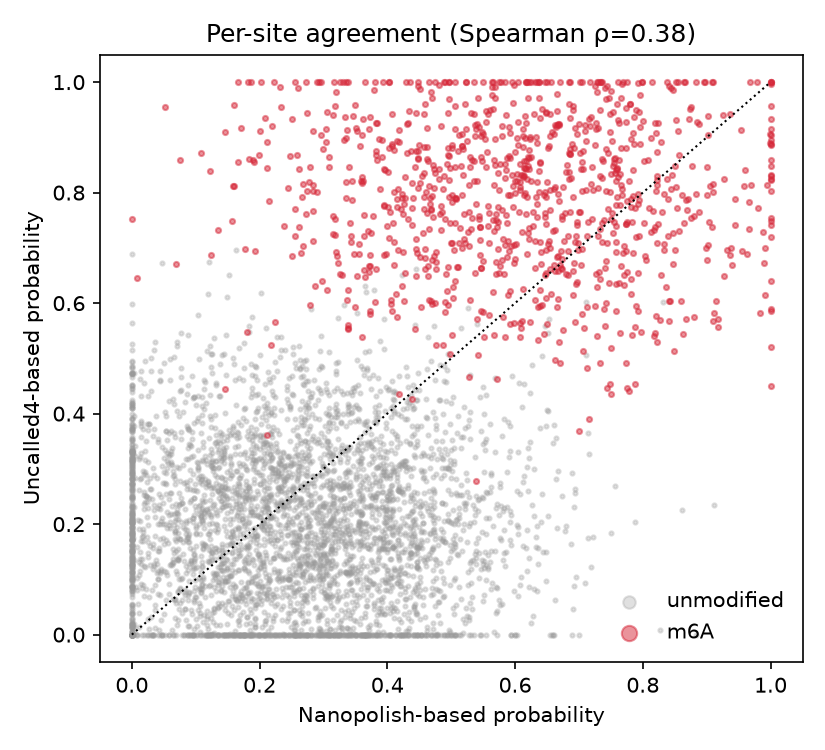 Per-site agreement (Spearman ρ=0.38)
Uncalled4-based probability
1.0
0.8
0.6
0.4
0.2
0.0
unmodified
m6A
0.0 0.2 0.4 0.6 0.8 1.0
Nanopolish-based probability